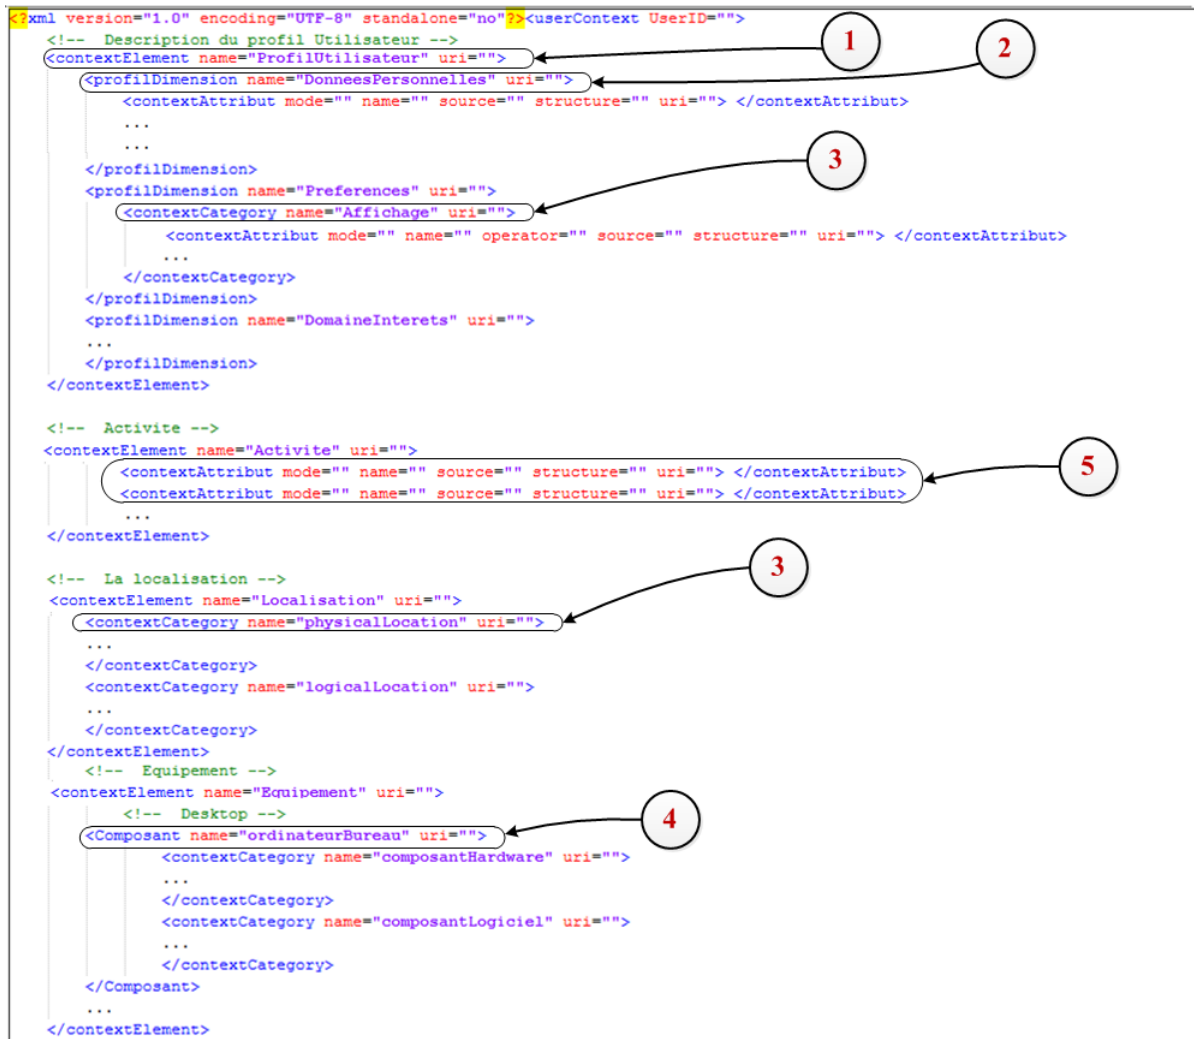 <?xml version="1.0" encoding="UTF-8" standalone="no"?><userContext UserID="">
<!-- Description du profil Utilisateur -->
1
2
<contextElement name="ProfilUtilisateur" uri="">
<profilDimension name="DonneesPersonnelles" uri="">
<contextAttribut mode="" name="" source="" structure="" uri=""> </contextAttribut>
...
...
3
</profilDimension>
<profilDimension name="Preferences" uri="">
<contextCategory name="Affichage" uri="">
<contextAttribut mode="" name="" operator="" source="" structure="" uri=""> </contextAttribut>
...
</contextCategory>
</profilDimension>
<profilDimension name="DomaineInterets" uri="">
...
</profilDimension>
</contextElement>
<!-- Activite -->
<contextElement name="Activite" uri="">
5
<contextAttribut mode="" name="" source="" structure="" uri=""> </contextAttribut>
<contextAttribut mode="" name="" source="" structure="" uri=""> </contextAttribut>
...
</contextElement>
3
<!-- La localisation -->
<contextElement name="Localisation" uri="">
<contextCategory name="physicalLocation" uri="">
...
</contextCategory>
<contextCategory name="logicalLocation" uri="">
...
</contextCategory>
</contextElement>
<!-- Equipement -->
<contextElement name="Equipement" uri="">
<!-- Desktop -->
4
<Composant name="ordinateurBureau" uri="">
<contextCategory name="composantHardware" uri="">
...
</contextCategory>
<contextCategory name="composantLogiciel" uri="">
...
</contextCategory>
</Composant>
...
</contextElement>